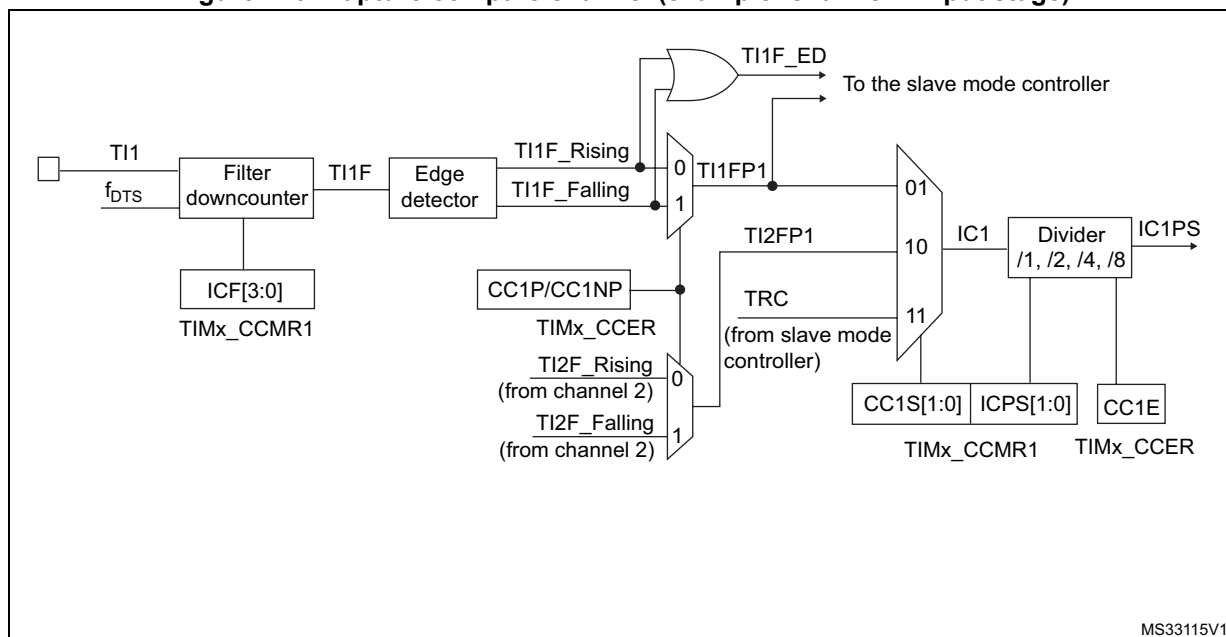 TI1F_ED
To the slave mode controller
TI1
f_DTS
Filter
downcounter
TI1F
Edge
detector
TI1F_Rising
TI1F_Falling
0
1
TI1FP1
01
TI2FP1
10
IC1
Divider
/1, /2, /4, /8
IC1PS
ICF[3:0]
TIMx_CCMR1
CC1P/CC1NP
TIMx_CCER
TRC
11
(from slave mode
controller)
TI2F_Rising
(from channel 2)
0
TI2F_Falling
(from channel 2)
1
CC1S[1:0]
ICPS[1:0]
CC1E
TIMx_CCMR1
TIMx_CCER
MS33115V1